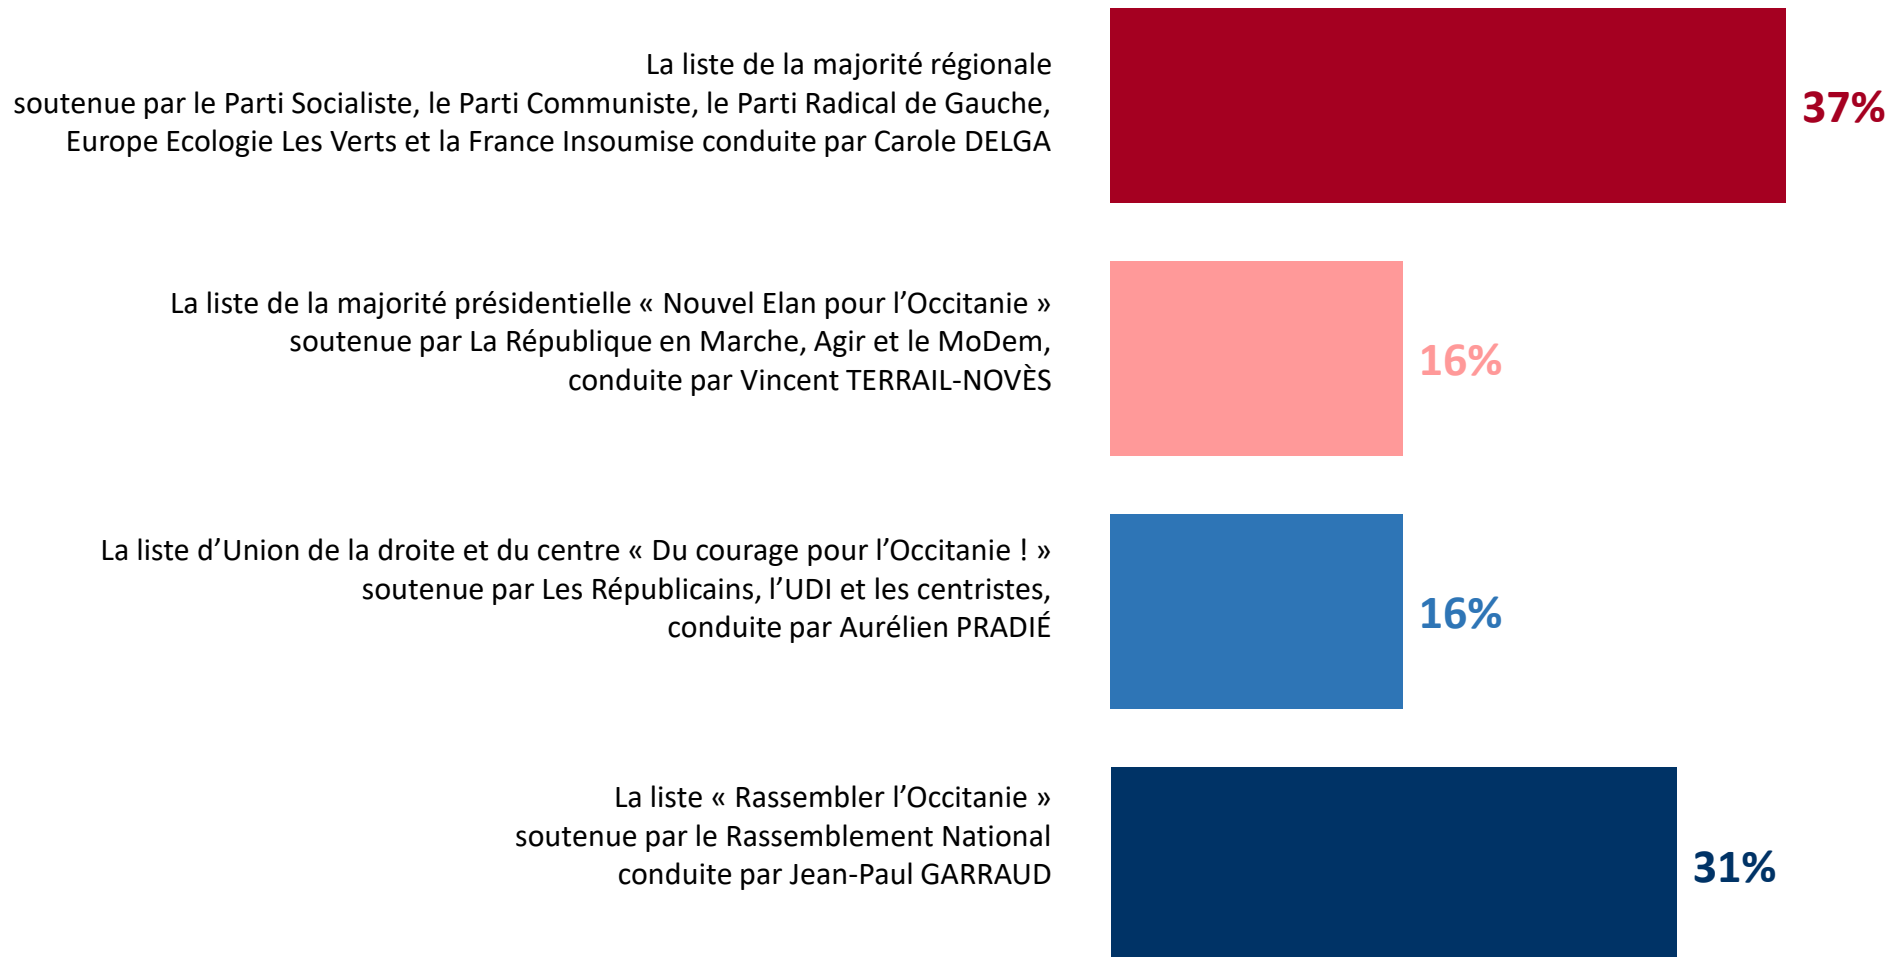 La liste de la majorité régionale
soutenue par le Parti Socialiste, le Parti Communiste, le Parti Radical de Gauche,
Europe Ecologie Les Verts et la France Insoumise conduite par Carole DELGA
37%
La liste de la majorité présidentielle « Nouvel Elan pour l’Occitanie »
soutenue par La République en Marche, Agir et le MoDem,
conduite par Vincent TERRAIL-NOVÈS
16%
La liste d’Union de la droite et du centre « Du courage pour l’Occitanie ! »
soutenue par Les Républicains, l’UDI et les centristes,
conduite par Aurélien PRADIÉ
16%
La liste « Rassembler l’Occitanie »
soutenue par le Rassemblement National
conduite par Jean-Paul GARRAUD
31%